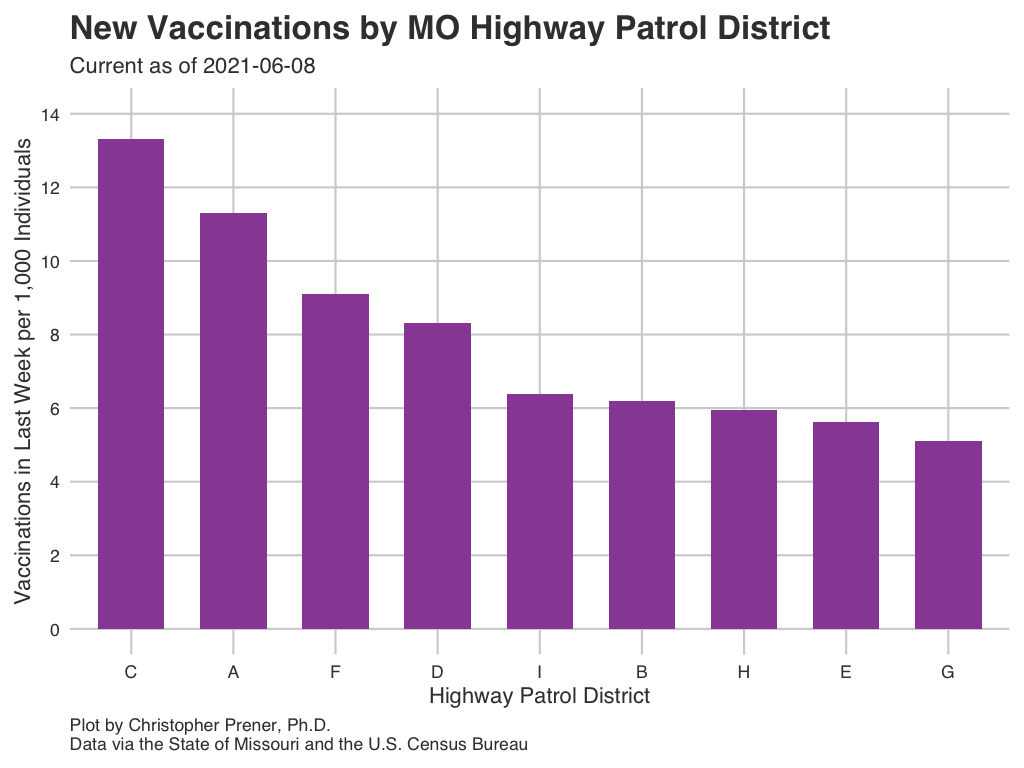 New Vaccinations by MO Highway Patrol District
Current as of 2021-06-08
Vaccinations in Last Week per 1,000 Individuals
14
12
10
8
6
4
2
0
C A F D I B H E G
Highway Patrol District
Plot by Christopher Prener, Ph.D.
Data via the State of Missouri and the U.S. Census Bureau